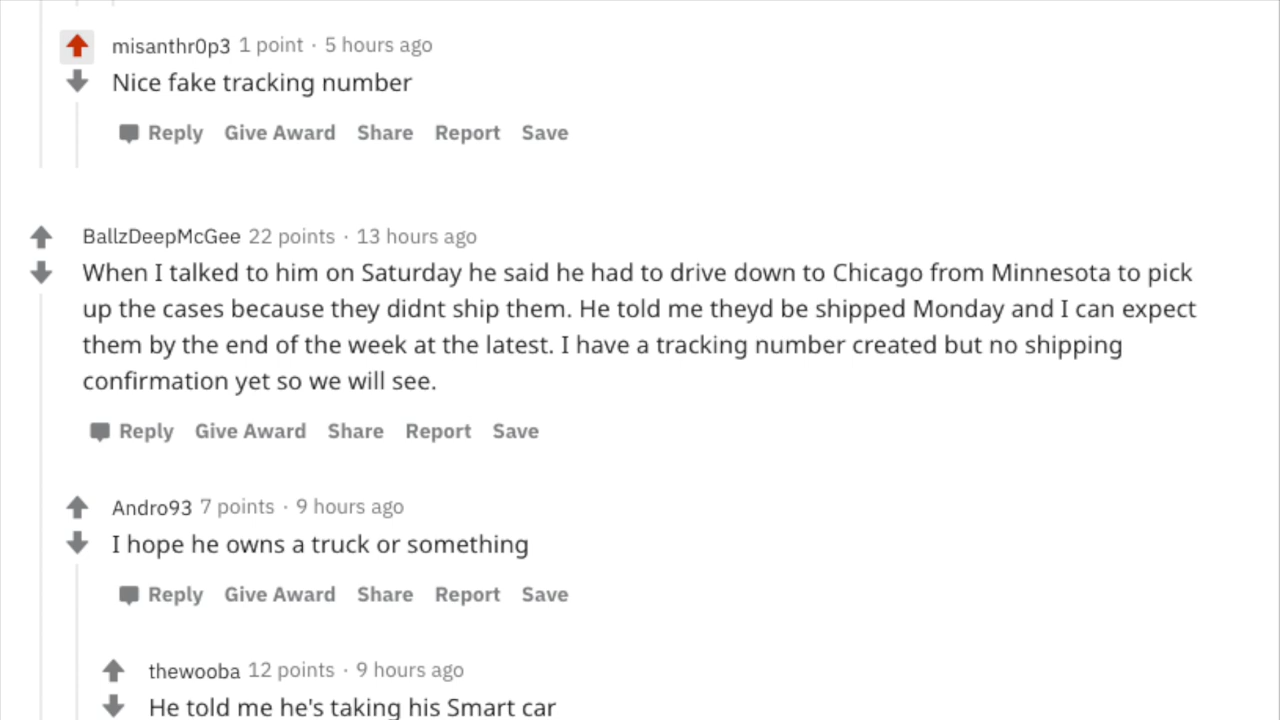 misanthr0p3 1 point · 5 hours ago
Nice fake tracking number
Reply Give Award Share Report Save
BallzDeepMcGee 22 points · 13 hours ago
When I talked to him on Saturday he said he had to drive down to Chicago from Minnesota to pick
up the cases because they didnt ship them. He told me theyd be shipped Monday and I can expect
them by the end of the week at the latest. I have a tracking number created but no shipping
confirmation yet so we will see.
Reply Give Award Share Report Save
Andro93 7 points · 9 hours ago
I hope he owns a truck or something
Reply Give Award Share Report Save
thewooba 12 points · 9 hours ago
He told me he's taking his Smart car